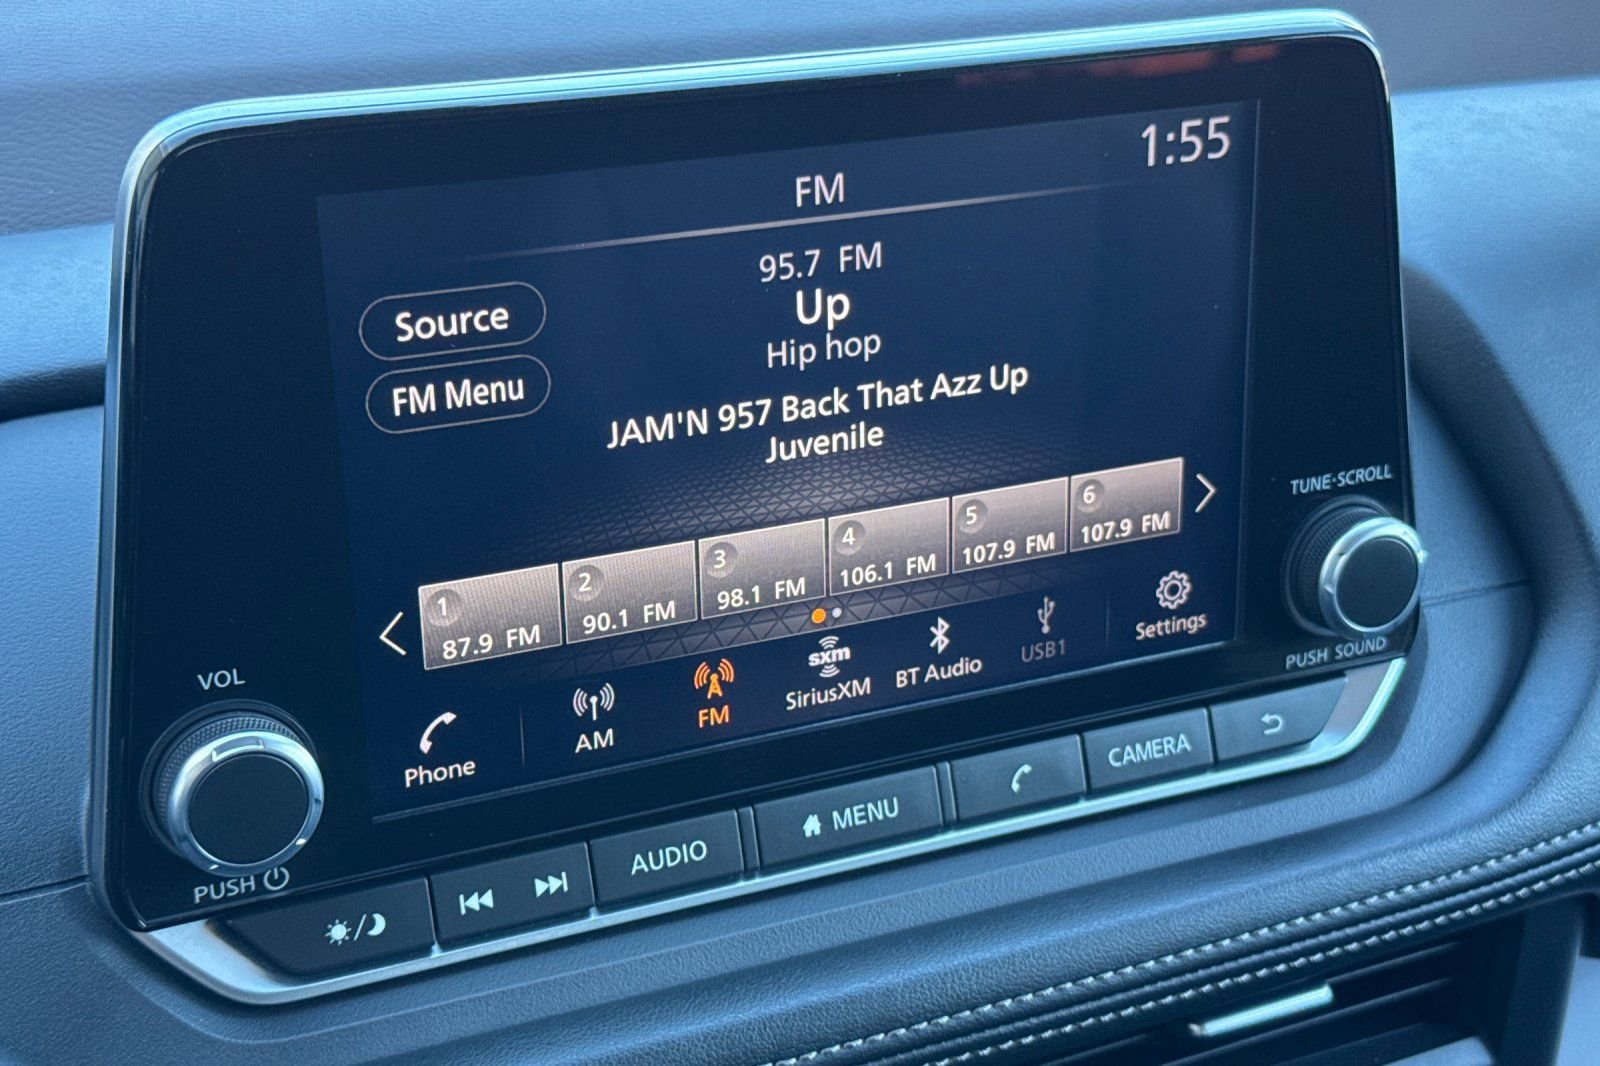 1:55
FM
95.7 FM
Up
Hip hop
Source
FM Menu
JAM'N 957 Back That Azz Up
Juvenile
1
87.9 FM
2
90.1 FM
3
98.1 FM
4
106.1 FM
5
107.9 FM
6
107.9 FM
Phone
AM
FM
sxm
SiriusXM
BT Audio
USB1
Settings
VOL
PUSH
TUNE·SCROLL
PUSH SOUND
AUDIO
MENU
CAMERA